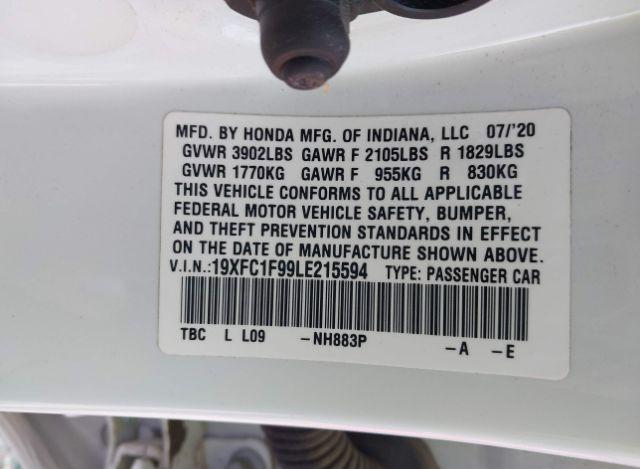 MFD. BY HONDA MFG. OF INDIANA, LLC 07/'20
GVWR 3902LBS GAWR F 2105LBS R 1829LBS
GVWR 1770KG GAWR F 955KG R 830KG
THIS VEHICLE CONFORMS TO ALL APPLICABLE
FEDERAL MOTOR VEHICLE SAFETY, BUMPER,
AND THEFT PREVENTION STANDARDS IN EFFECT
ON THE DATE OF MANUFACTURE SHOWN ABOVE.
V.I.N.:19XFC1F99LE215594 TYPE: PASSENGER CAR
TBC L L09 -NH883P -A -E